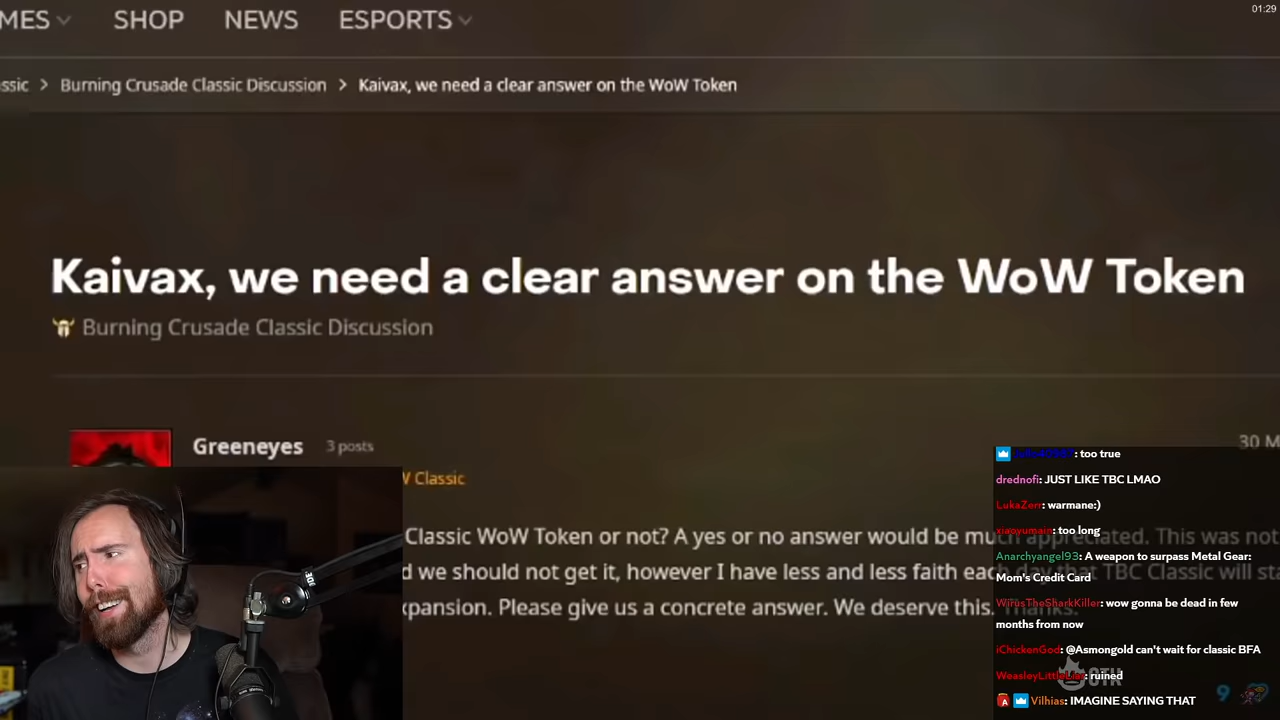 MES SHOP NEWS ESPORTS
01:29
ssic > Burning Crusade Classic Discussion > Kaivax, we need a clear answer on the WoW Token
Kaivax, we need a clear answer on the WoW Token
Burning Crusade Classic Discussion
Greeneyes 3 posts
30 M
W Classic
Classic WoW Token or not? A yes or no answer would be much appreciated. This was not
d we should not get it, however I have less and less faith each day that TBC Classic will sta
xpansion. Please give us a concrete answer. We deserve this. Thanks.
: too true
drednofi: JUST LIKE TBC LMAO
LukaZerr: warmane:)
xiaoyumain: too long
Anarchyangel93: A weapon to surpass Metal Gear:
Mom's Credit Card
WirusTheSharkKiller: wow gonna be dead in few
months from now
iChickenGod: @Asmongold can't wait for classic BFA
: ruined
Vilhias: IMAGINE SAYING THAT
9